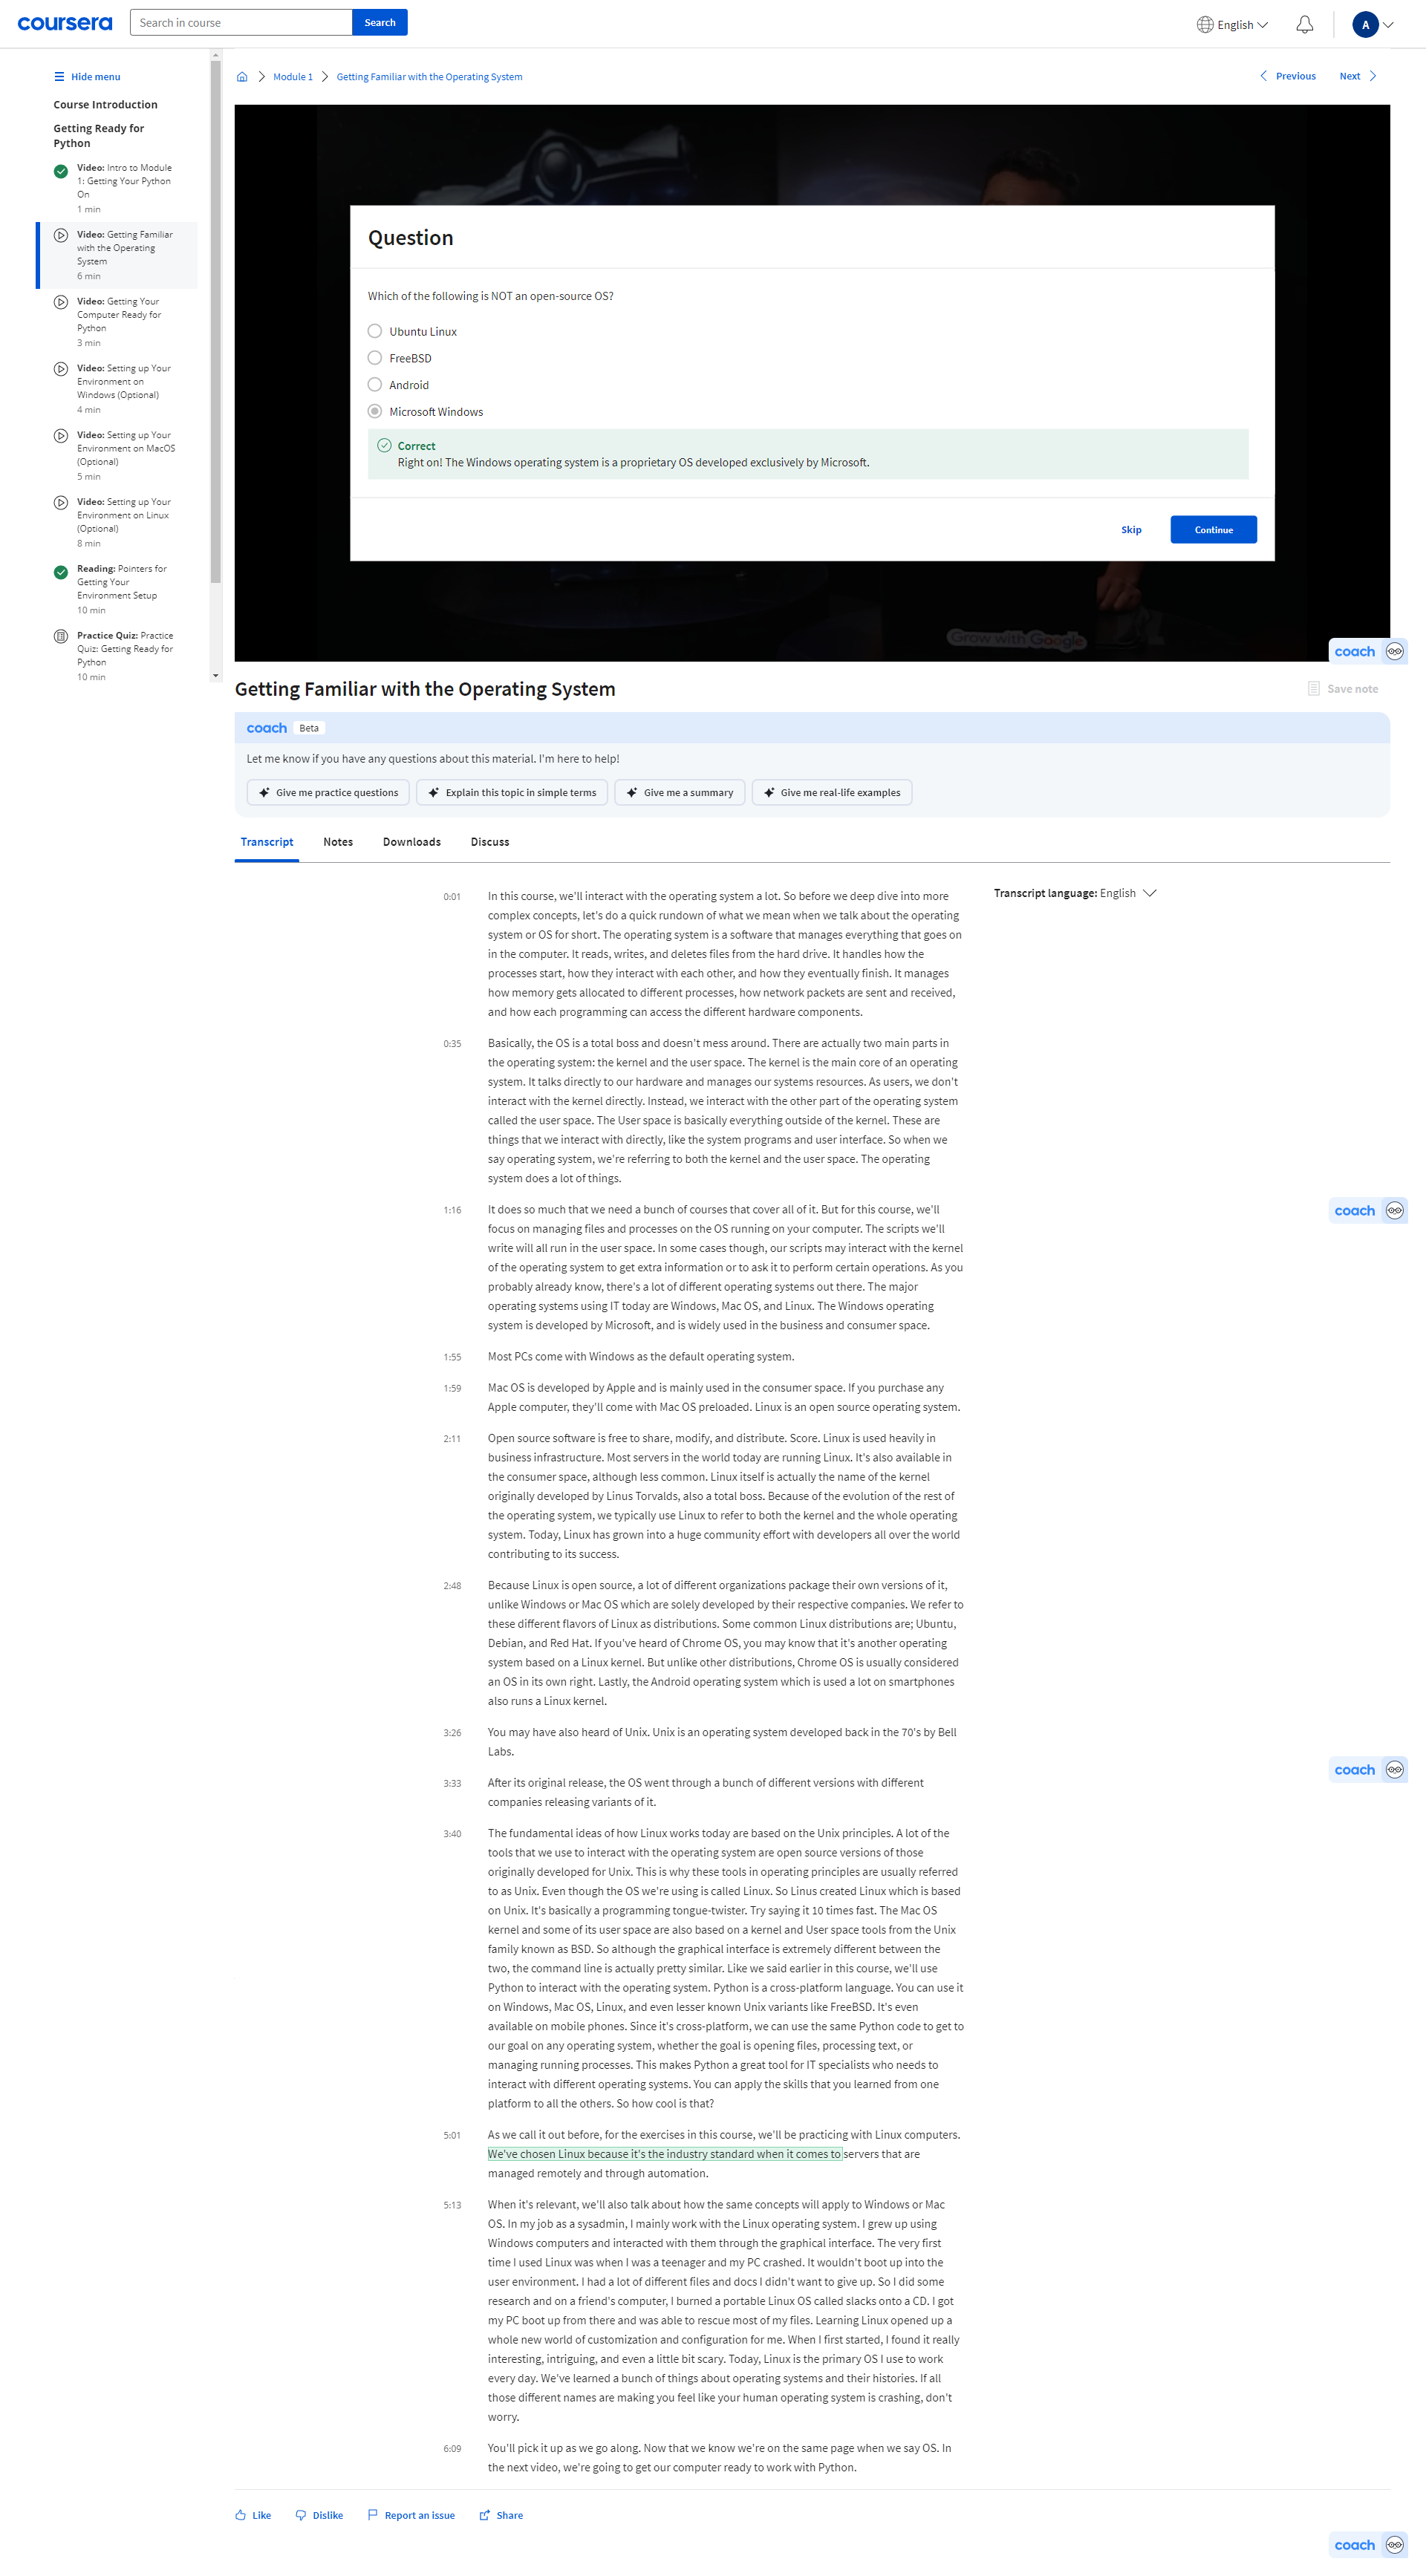 coursera
Search in course
Search
English
A
Hide menu
Course Introduction
Getting Ready for
Python
Video: Intro to Module
1: Getting Your Python
On
1 min
Video: Getting Familiar
with the Operating
System
6 min
Video: Getting Your
Computer Ready for
Python
3 min
Video: Setting up Your
Environment on
Windows (Optional)
4 min
Video: Setting up Your
Environment on MacOS
(Optional)
5 min
Video: Setting up Your
Environment on Linux
(Optional)
8 min
Reading: Pointers for
Getting Your
Environment Setup
10 min
Practice Quiz: Practice
Quiz: Getting Ready for
Python
10 min
Module 1
Getting Familiar with the Operating System
Previous
Next
Question
Which of the following is NOT an open-source OS?
Ubuntu Linux
FreeBSD
Android
Microsoft Windows
Correct
Right on! The Windows operating system is a proprietary OS developed exclusively by Microsoft.
Skip
Continue
Grow with Google
coach
Getting Familiar with the Operating System
Save note
coach Beta
Let me know if you have any questions about this material. I'm here to help!
Give me practice questions
Explain this topic in simple terms
Give me a summary
Give me real-life examples
Transcript
Notes
Downloads
Discuss
Transcript language: English
0:01
In this course, we'll interact with the operating system a lot. So before we deep dive into more
complex concepts, let's do a quick rundown of what we mean when we talk about the operating
system or OS for short. The operating system is a software that manages everything that goes on
in the computer. It reads, writes, and deletes files from the hard drive. It handles how the
processes start, how they interact with each other, and how they eventually finish. It manages
how memory gets allocated to different processes, how network packets are sent and received,
and how each programming can access the different hardware components.
0:35
Basically, the OS is a total boss and doesn't mess around. There are actually two main parts in
the operating system: the kernel and the user space. The kernel is the main core of an operating
system. It talks directly to our hardware and manages our systems resources. As users, we don't
interact with the kernel directly. Instead, we interact with the other part of the operating system
called the user space. The User space is basically everything outside of the kernel. These are
things that we interact with directly, like the system programs and user interface. So when we
say operating system, we're referring to both the kernel and the user space. The operating
system does a lot of things.
1:16
It does so much that we need a bunch of courses that cover all of it. But for this course, we'll
focus on managing files and processes on the OS running on your computer. The scripts we'll
write will all run in the user space. In some cases though, our scripts may interact with the kernel
of the operating system to get extra information or to ask it to perform certain operations. As you
probably already know, there's a lot of different operating systems out there. The major
operating systems using IT today are Windows, Mac OS, and Linux. The Windows operating
system is developed by Microsoft, and is widely used in the business and consumer space.
coach
1:55
Most PCs come with Windows as the default operating system.
1:59
Mac OS is developed by Apple and is mainly used in the consumer space. If you purchase any
Apple computer, they'll come with Mac OS preloaded. Linux is an open source operating system.
2:11
Open source software is free to share, modify, and distribute. Score. Linux is used heavily in
business infrastructure. Most servers in the world today are running Linux. It's also available in
the consumer space, although less common. Linux itself is actually the name of the kernel
originally developed by Linus Torvalds, also a total boss. Because of the evolution of the rest of
the operating system, we typically use Linux to refer to both the kernel and the whole operating
system. Today, Linux has grown into a huge community effort with developers all over the world
contributing to its success.
2:48
Because Linux is open source, a lot of different organizations package their own versions of it,
unlike Windows or Mac OS which are solely developed by their respective companies. We refer to
these different flavors of Linux as distributions. Some common Linux distributions are; Ubuntu,
Debian, and Red Hat. If you've heard of Chrome OS, you may know that it's another operating
system based on a Linux kernel. But unlike other distributions, Chrome OS is usually considered
an OS in its own right. Lastly, the Android operating system which is used a lot on smartphones
also runs a Linux kernel.
3:26
You may have also heard of Unix. Unix is an operating system developed back in the 70's by Bell
Labs.
coach
3:33
After its original release, the OS went through a bunch of different versions with different
companies releasing variants of it.
3:40
The fundamental ideas of how Linux works today are based on the Unix principles. A lot of the
tools that we use to interact with the operating system are open source versions of those
originally developed for Unix. This is why these tools in operating principles are usually referred
to as Unix. Even though the OS we're using is called Linux. So Linus created Linux which is based
on Unix. It's basically a programming tongue-twister. Try saying it 10 times fast. The Mac OS
kernel and some of its user space are also based on a kernel and User space tools from the Unix
family known as BSD. So although the graphical interface is extremely different between the
two, the command line is actually pretty similar. Like we said earlier in this course, we'll use
Python to interact with the operating system. Python is a cross-platform language. You can use it
on Windows, Mac OS, Linux, and even lesser known Unix variants like FreeBSD. It's even
available on mobile phones. Since it's cross-platform, we can use the same Python code to get to
our goal on any operating system, whether the goal is opening files, processing text, or
managing running processes. This makes Python a great tool for IT specialists who needs to
interact with different operating systems. You can apply the skills that you learned from one
platform to all the others. So how cool is that?
5:01
As we call it out before, for the exercises in this course, we'll be practicing with Linux computers.
We've chosen Linux because it's the industry standard when it comes to servers that are
managed remotely and through automation.
5:13
When it's relevant, we'll also talk about how the same concepts will apply to Windows or Mac
OS. In my job as a sysadmin, I mainly work with the Linux operating system. I grew up using
Windows computers and interacted with them through the graphical interface. The very first
time I used Linux was when I was a teenager and my PC crashed. It wouldn't boot up into the
user environment. I had a lot of different files and docs I didn't want to give up. So I did some
research and on a friend's computer, I burned a portable Linux OS called slacks onto a CD. I got
my PC boot up from there and was able to rescue most of my files. Learning Linux opened up a
whole new world of customization and configuration for me. When I first started, I found it really
interesting, intriguing, and even a little bit scary. Today, Linux is the primary OS I use to work
every day. We've learned a bunch of things about operating systems and their histories. If all
those different names are making you feel like your human operating system is crashing, don't
worry.
6:09
You'll pick it up as we go along. Now that we know we're on the same page when we say OS. In
the next video, we're going to get our computer ready to work with Python.
Like
Dislike
Report an issue
Share
coach